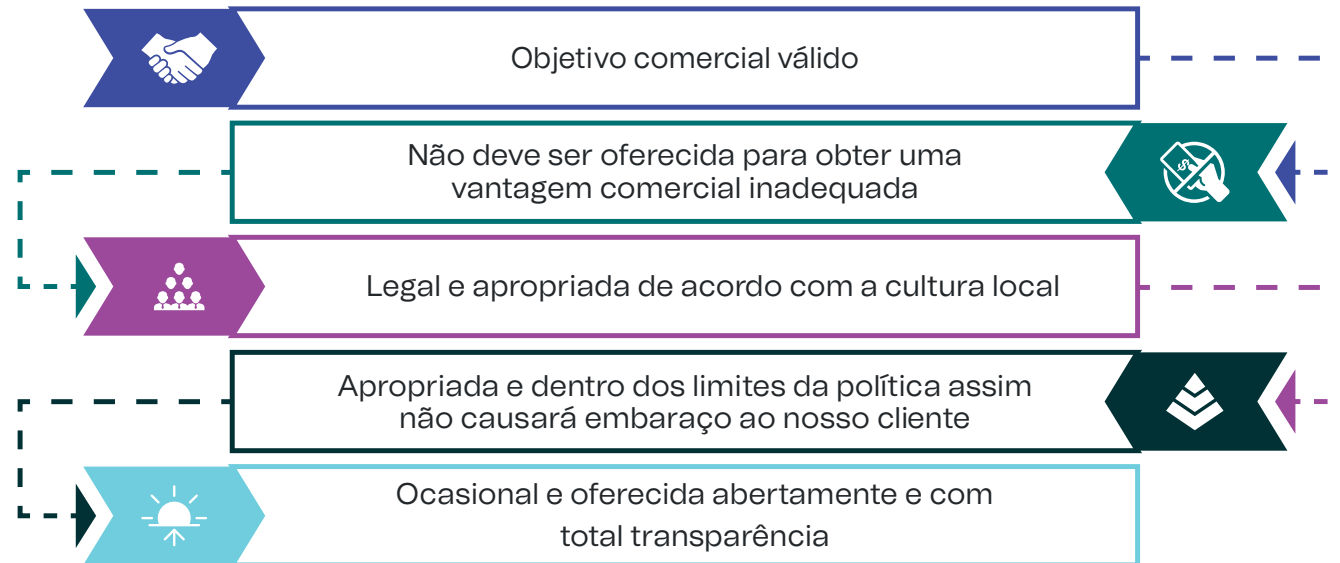 Objetivo comercial válido
Não deve ser oferecida para obter uma
vantagem comercial inadequada
Legal e apropriada de acordo com a cultura local
Apropriada e dentro dos limites da política assim
não causará embaraço ao nosso cliente
Ocasional e oferecida abertamente e com
total transparência